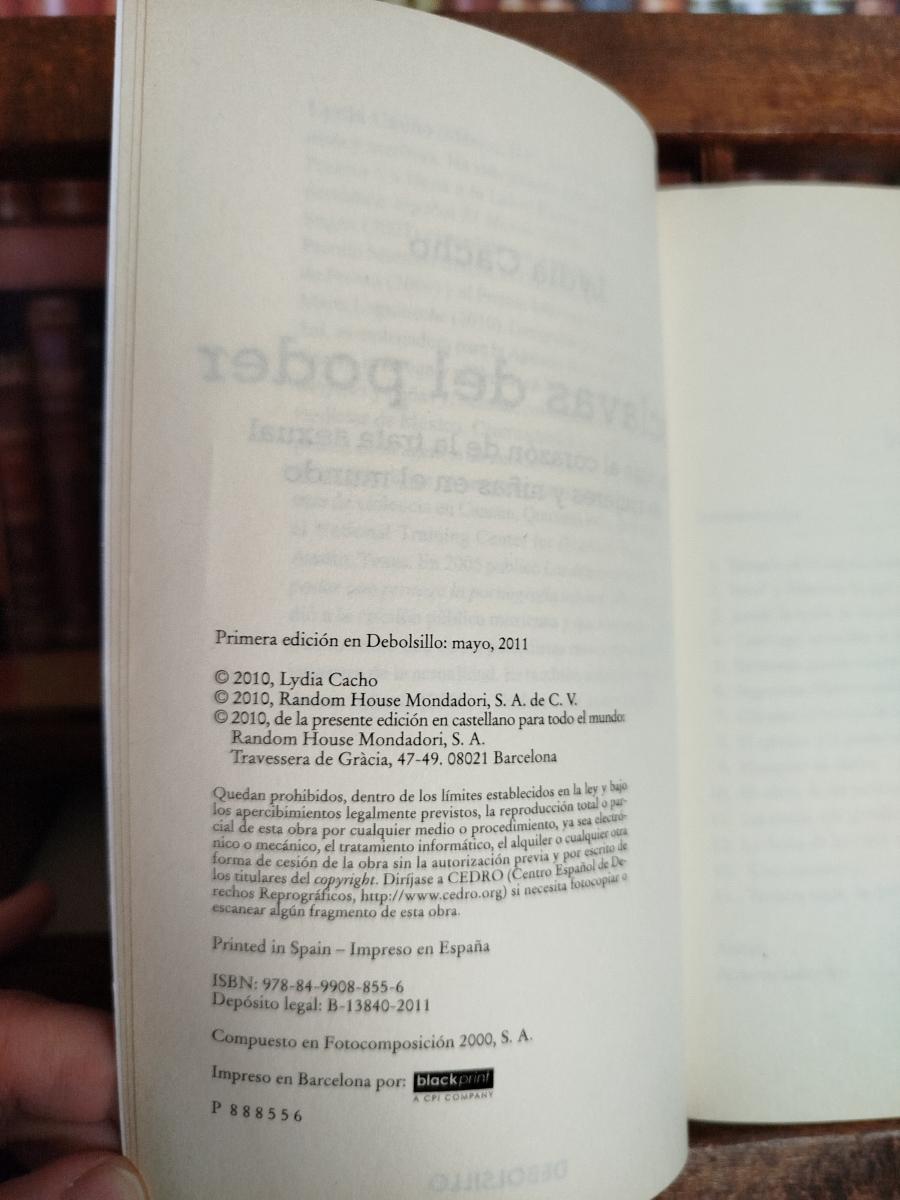 Primera edición en Debolsillo: mayo, 2011
© 2010, Lydia Cacho
© 2010, Random House Mondadori, S. A. de C. V.
© 2010, de la presente edición en castellano para todo el mundo:
Random House Mondadori, S. A.
Travessera de Gràcia, 47-49. 08021 Barcelona
Quedan prohibidos, dentro de los límites establecidos en la ley y bajo
los apercibimientos legalmente previstos, la reproducción total o par-
cial de esta obra por cualquier medio o procedimiento, ya sea electró-
nico o mecánico, el tratamiento informático, el alquiler o cualquier otra
forma de cesión de la obra sin la autorización previa y por escrito de
los titulares del copyright. Diríjase a CEDRO (Centro Español de De-
rechos Reprográficos, http://www.cedro.org) si necesita fotocopiar o
escanear algún fragmento de esta obra.
Printed in Spain – Impreso en España
ISBN: 978-84-9908-855-6
Depósito legal: B-13840-2011
Compuesto en Fotocomposición 2000, S. A.
Impreso en Barcelona por: blackprint
A CPI COMPANY
P 888556